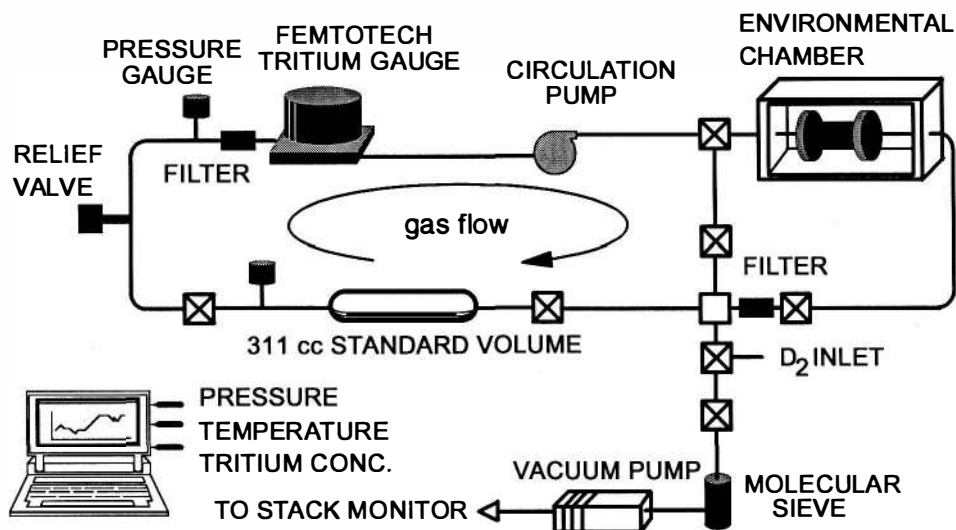 PRESSURE
GAUGE
FEMTOTECH
TRITIUM GAUGE
CIRCULATION
PUMP
ENVIRONMENTAL
CHAMBER
RELIEF
VALVE
FILTER
gas flow
FILTER
311 cc STANDARD VOLUME
D2 INLET
PRESSURE
TEMPERATURE
TRITIUM CONC.
VACUUM PUMP
TO STACK MONITOR
MOLECULAR
SIEVE